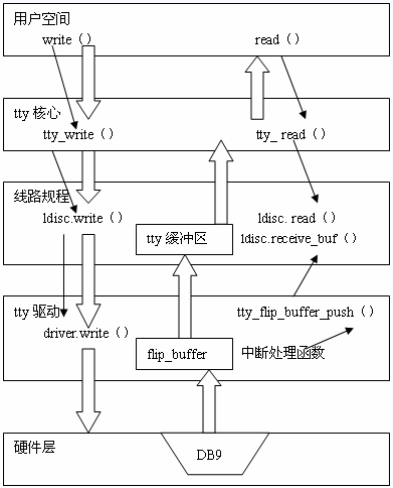 用户空间
write（） read（）
tty 核心
tty_write（） tty_ read（）
线路规程
ldisc.write（） ldisc. read（）
tty 缓冲区 ldisc.receive_buf（）
tty 驱动 tty_flip_buffer_push（）
driver.write（）
flip_buffer 中断处理函数
硬件层
DB9